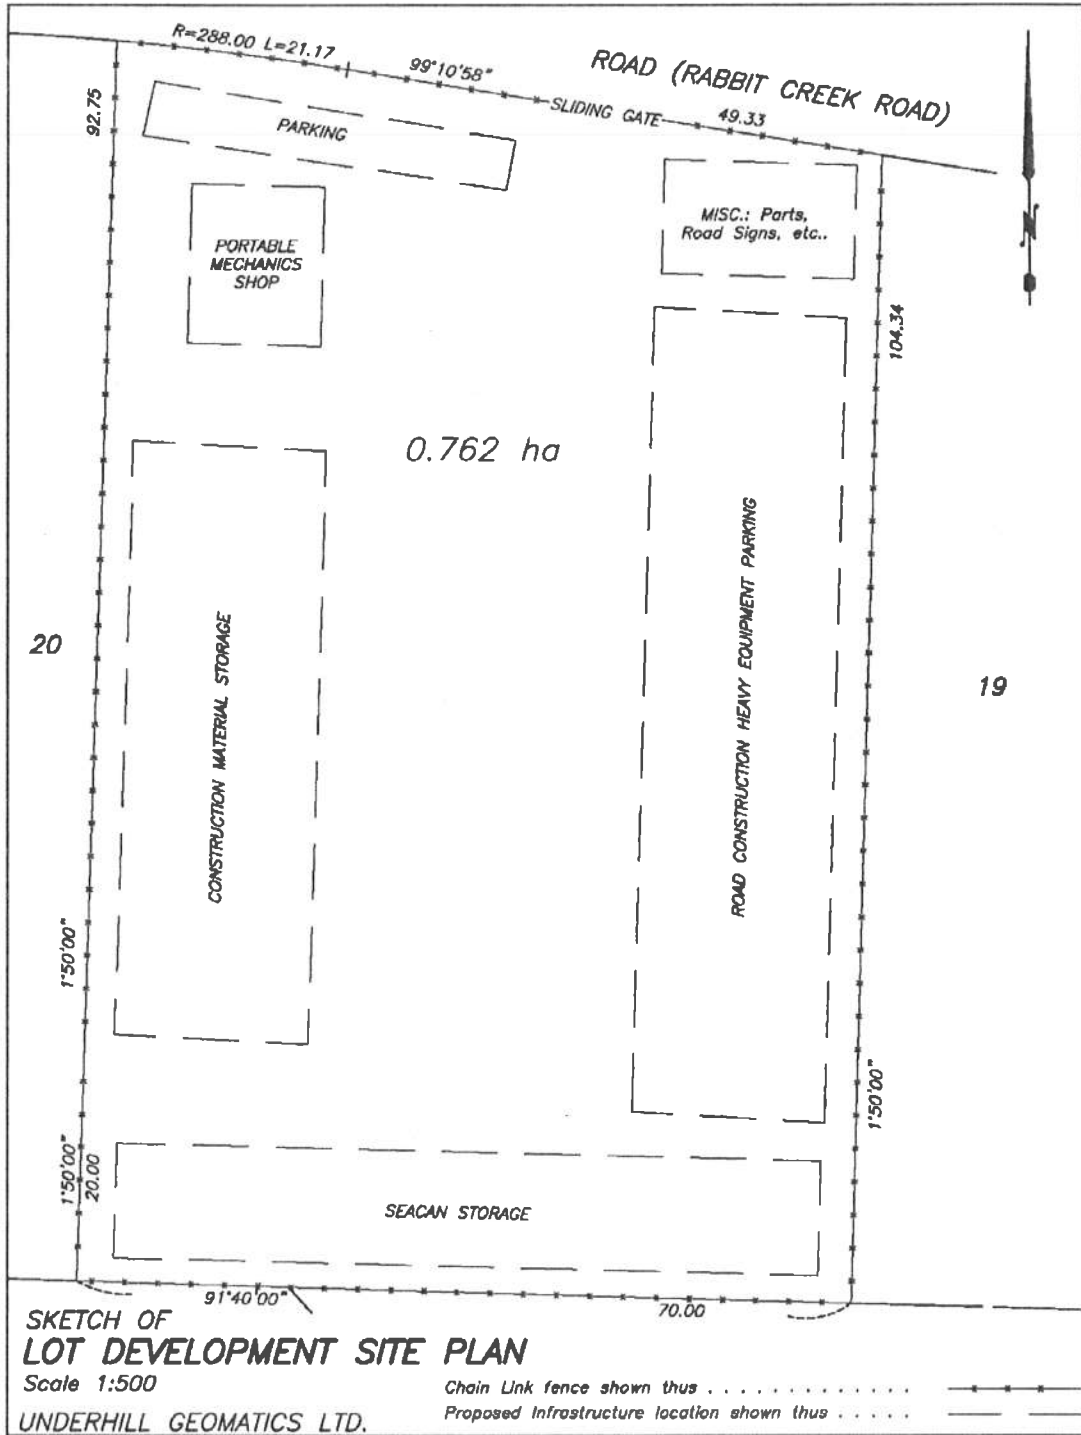 R=288.00 L=21.17
99°10'58"
ROAD (RABBIT CREEK ROAD)
SLIDING GATE
49.33
92.75
PARKING
MISC.: Parts,
Road Signs, etc..
N
PORTABLE
MECHANICS
SHOP
104.34
0.762 ha
CONSTRUCTION MATERIAL STORAGE
ROAD CONSTRUCTION HEAVY EQUIPMENT PARKING
20
19
1°50'00"
1°50'00"
1°50'00"
20.00
SEACAN STORAGE
91°40'00"
70.00
SKETCH OF
LOT DEVELOPMENT SITE PLAN
Scale 1:500
UNDERHILL GEOMATICS LTD.
Chain Link fence shown thus . . . . . . . . . . . . .
Proposed Infrastructure location shown thus . . . . .